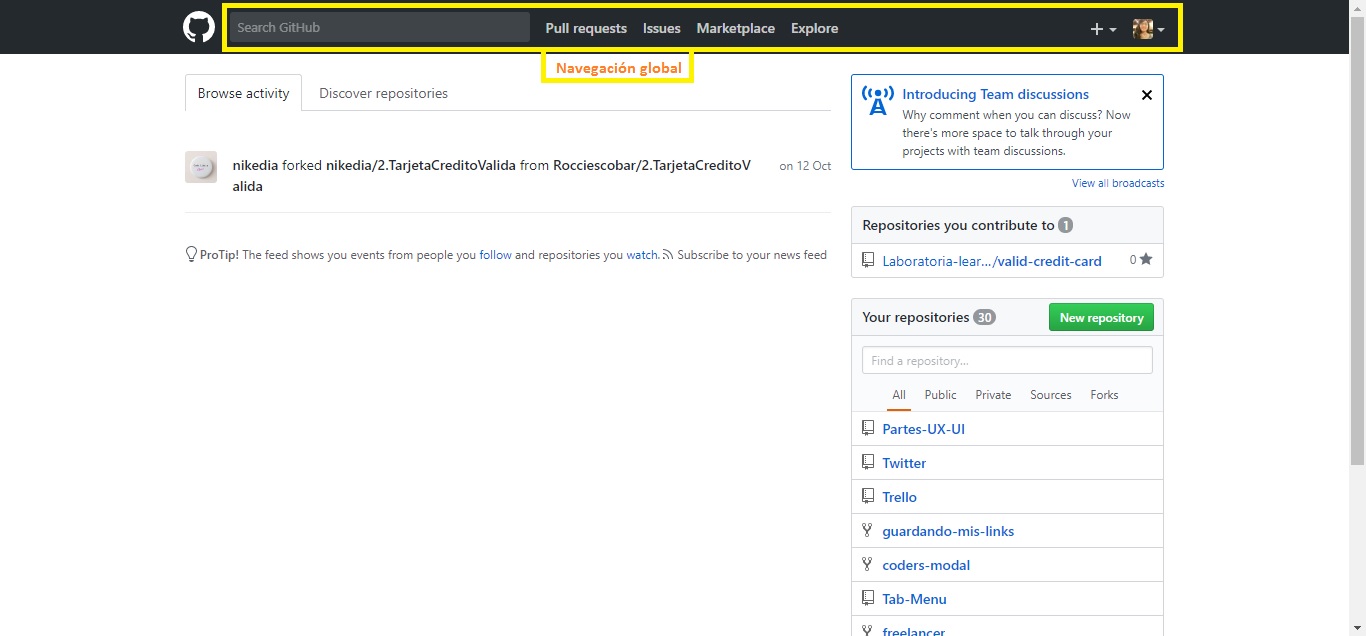 Search GitHub
Pull requests Issues Marketplace Explore
Navegación global
Browse activity Discover repositories
nikedia forked nikedia/2.TarjetaCreditoValida from Rocciescobar/2.TarjetaCreditoV
alida
on 12 Oct
ProTip! The feed shows you events from people you follow and repositories you watch. Subscribe to your news feed
Introducing Team discussions
Why comment when you can discuss? Now
there's more space to talk through your
projects with team discussions.
View all broadcasts
Repositories you contribute to 1
Laboratoria-lear…/valid-credit-card 0
Your repositories 30 New repository
Find a repository…
All Public Private Sources Forks
Partes-UX-UI
Twitter
Trello
guardando-mis-links
coders-modal
Tab-Menu
freelancer